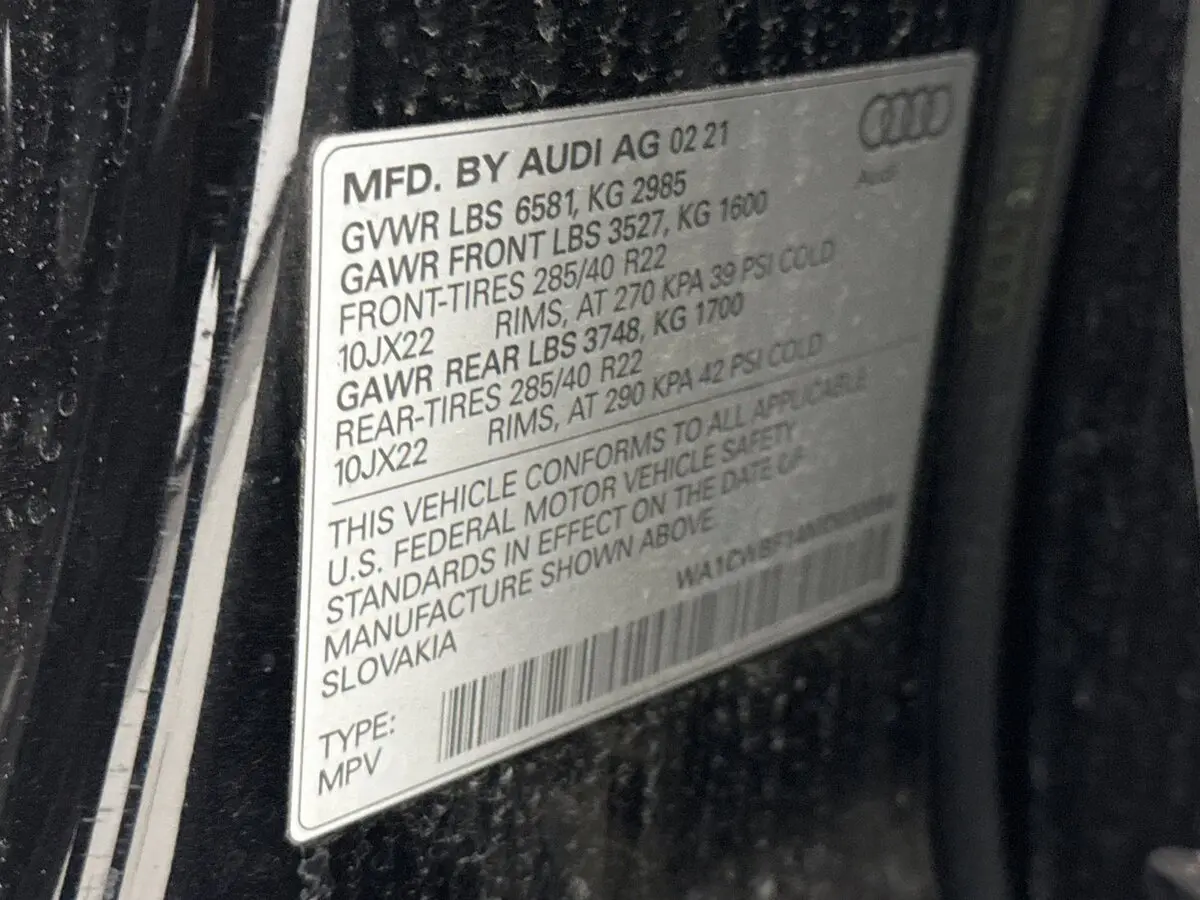 MFD. BY AUDI AG 02 21
Audi
GVWR LBS 6581, KG 2985
GAWR FRONT LBS 3527, KG 1600
FRONT-TIRES 285/40 R22
10JX22 RIMS, AT 270 KPA 39 PSI COLD
GAWR REAR LBS 3748, KG 1700
REAR-TIRES 285/40 R22
10JX22 RIMS, AT 290 KPA 42 PSI COLD
THIS VEHICLE CONFORMS TO ALL APPLICABLE
U.S. FEDERAL MOTOR VEHICLE SAFETY
STANDARDS IN EFFECT ON THE DATE OF
MANUFACTURE SHOWN ABOVE.
SLOVAKIA
TYPE:
MPV